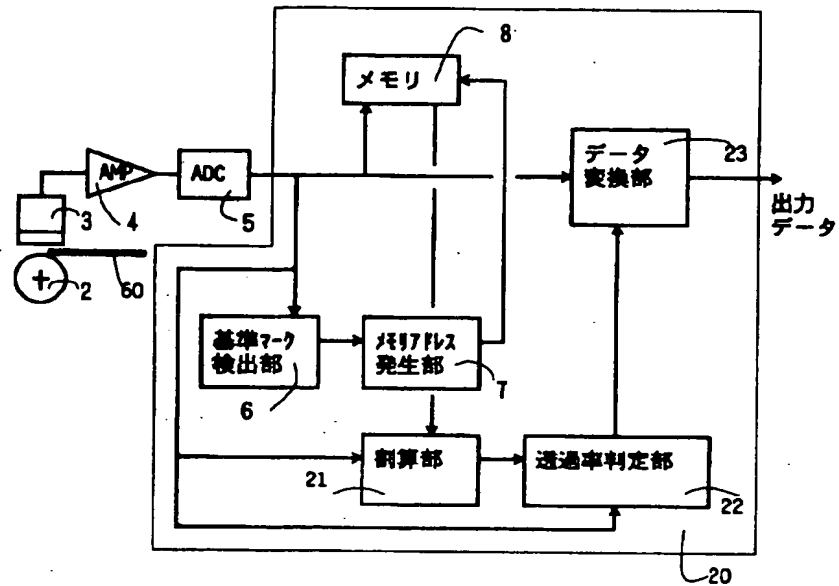 8
メモリ
AMP
ADC
データ
変換部
23
出力
データ
3
4
5
2
60
基準マーク
検出部
メモリアドレス
発生部
6
7
割算部
透過率判定部
21
22
20